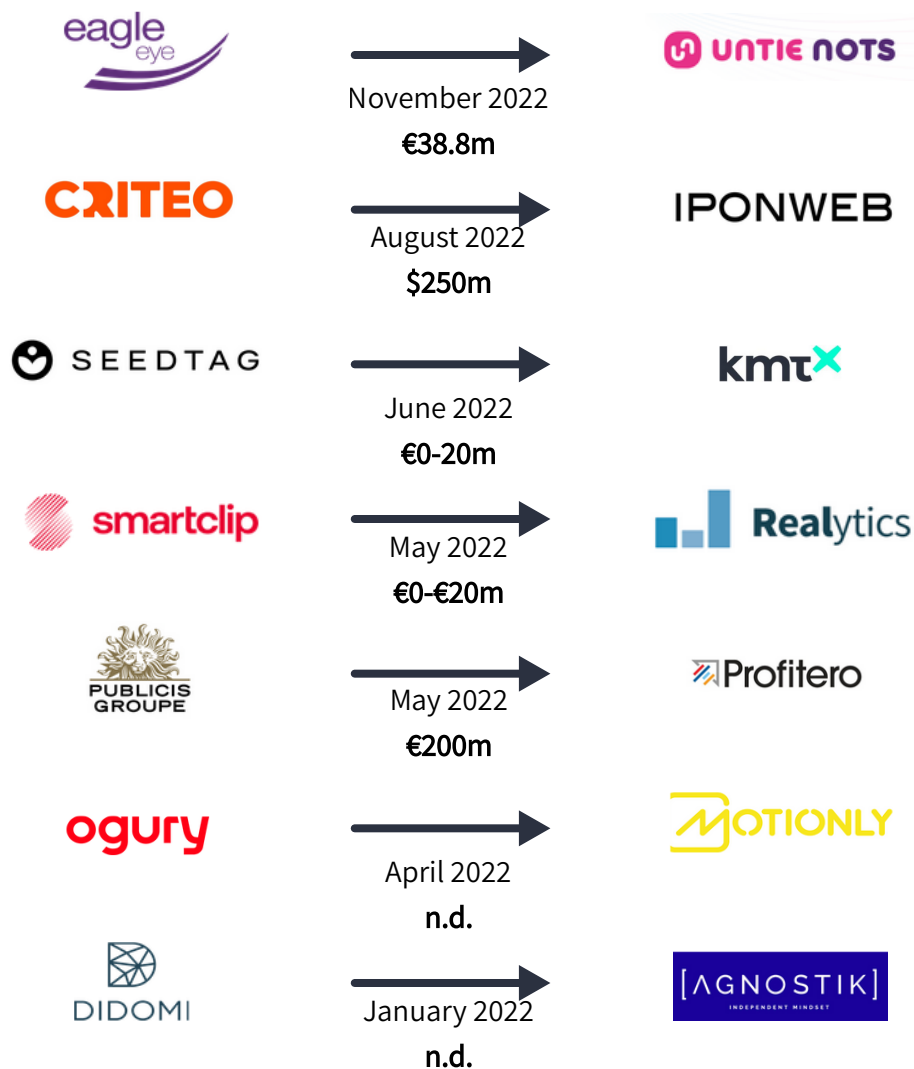 eagle
eye
UNTIE NOTS
November 2022
€38.8m
CRITEO
IPONWEB
August 2022
$250m
SEEDTAG
kmtx
June 2022
€0-20m
smartclip
Realytics
May 2022
€0-€20m
PUBLICIS
GROUPE
Profitero
May 2022
€200m
ogury
MOTIONLY
April 2022
n.d.
DIDOMI
[AGNOSTIK]
INDEPENDENT MINDSET
January 2022
n.d.